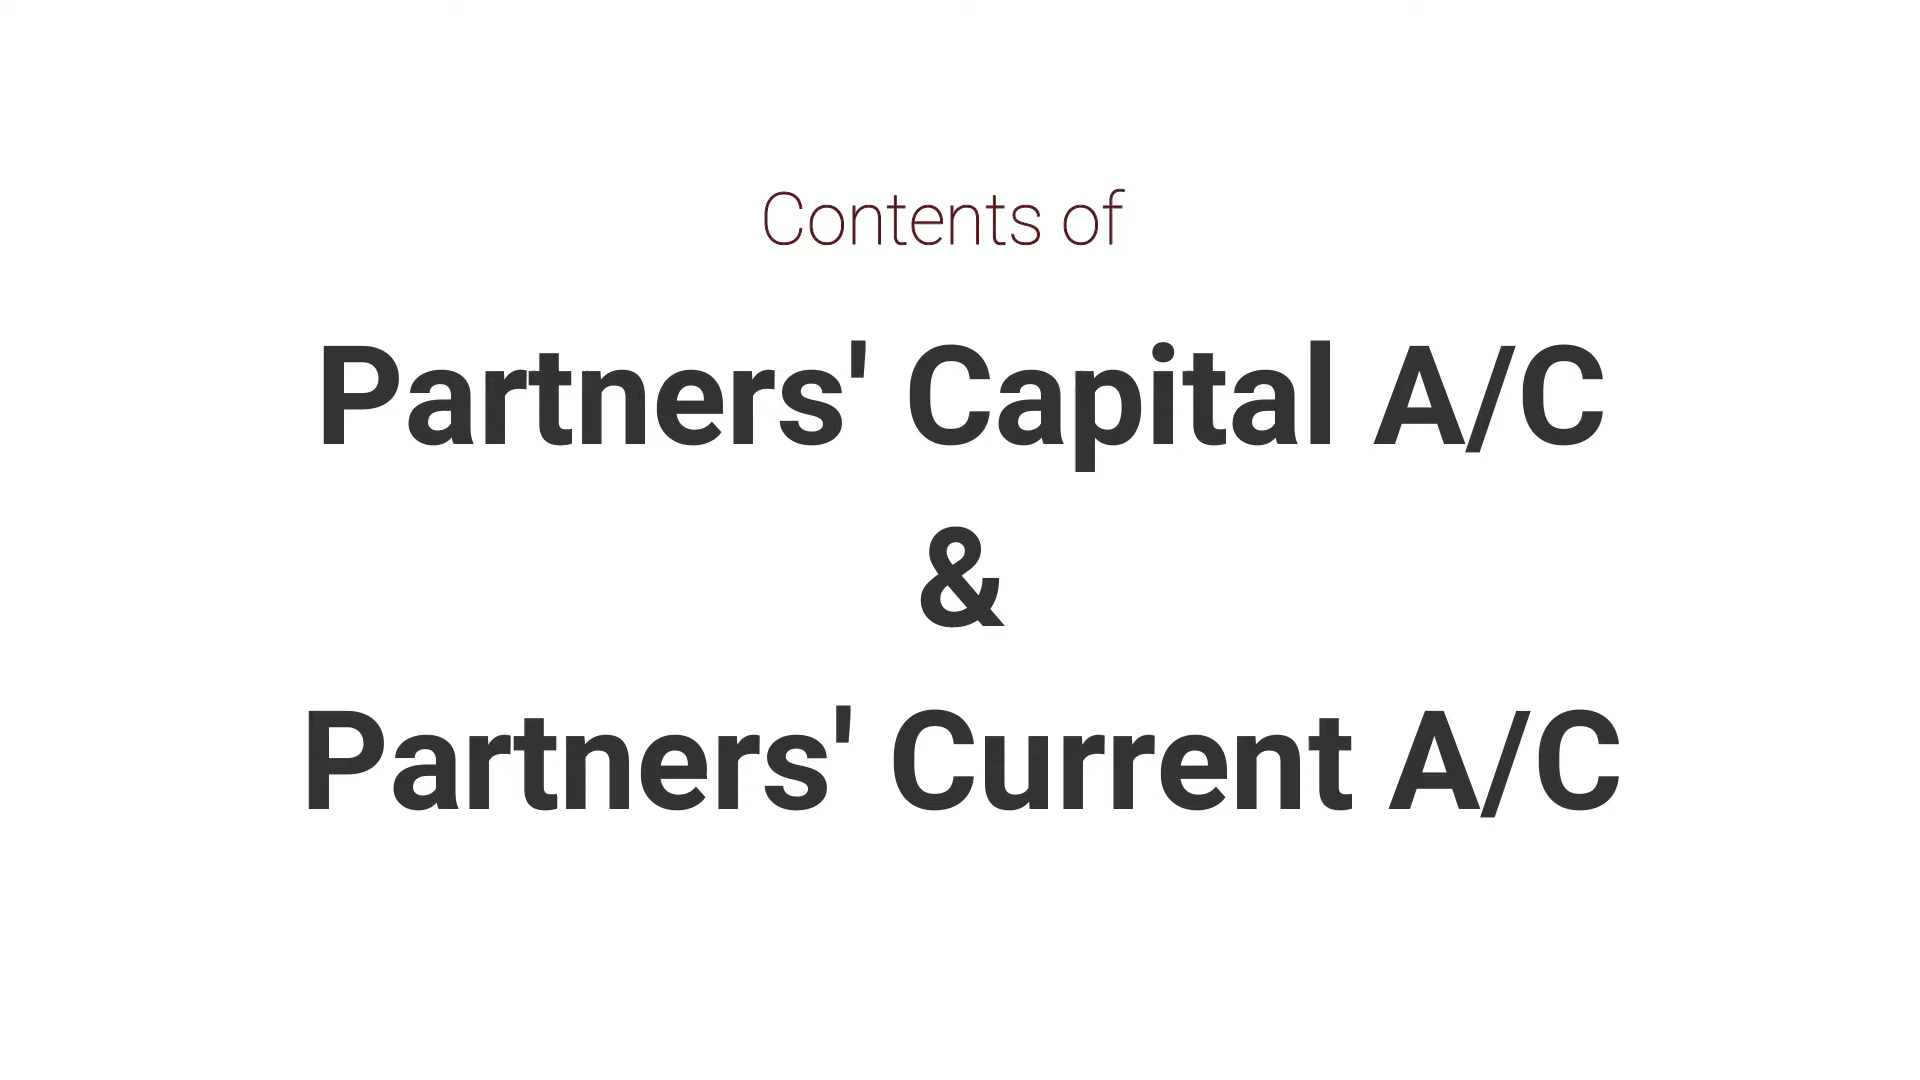 Contents of
Partners' Capital A/C
&
Partners' Current A/C